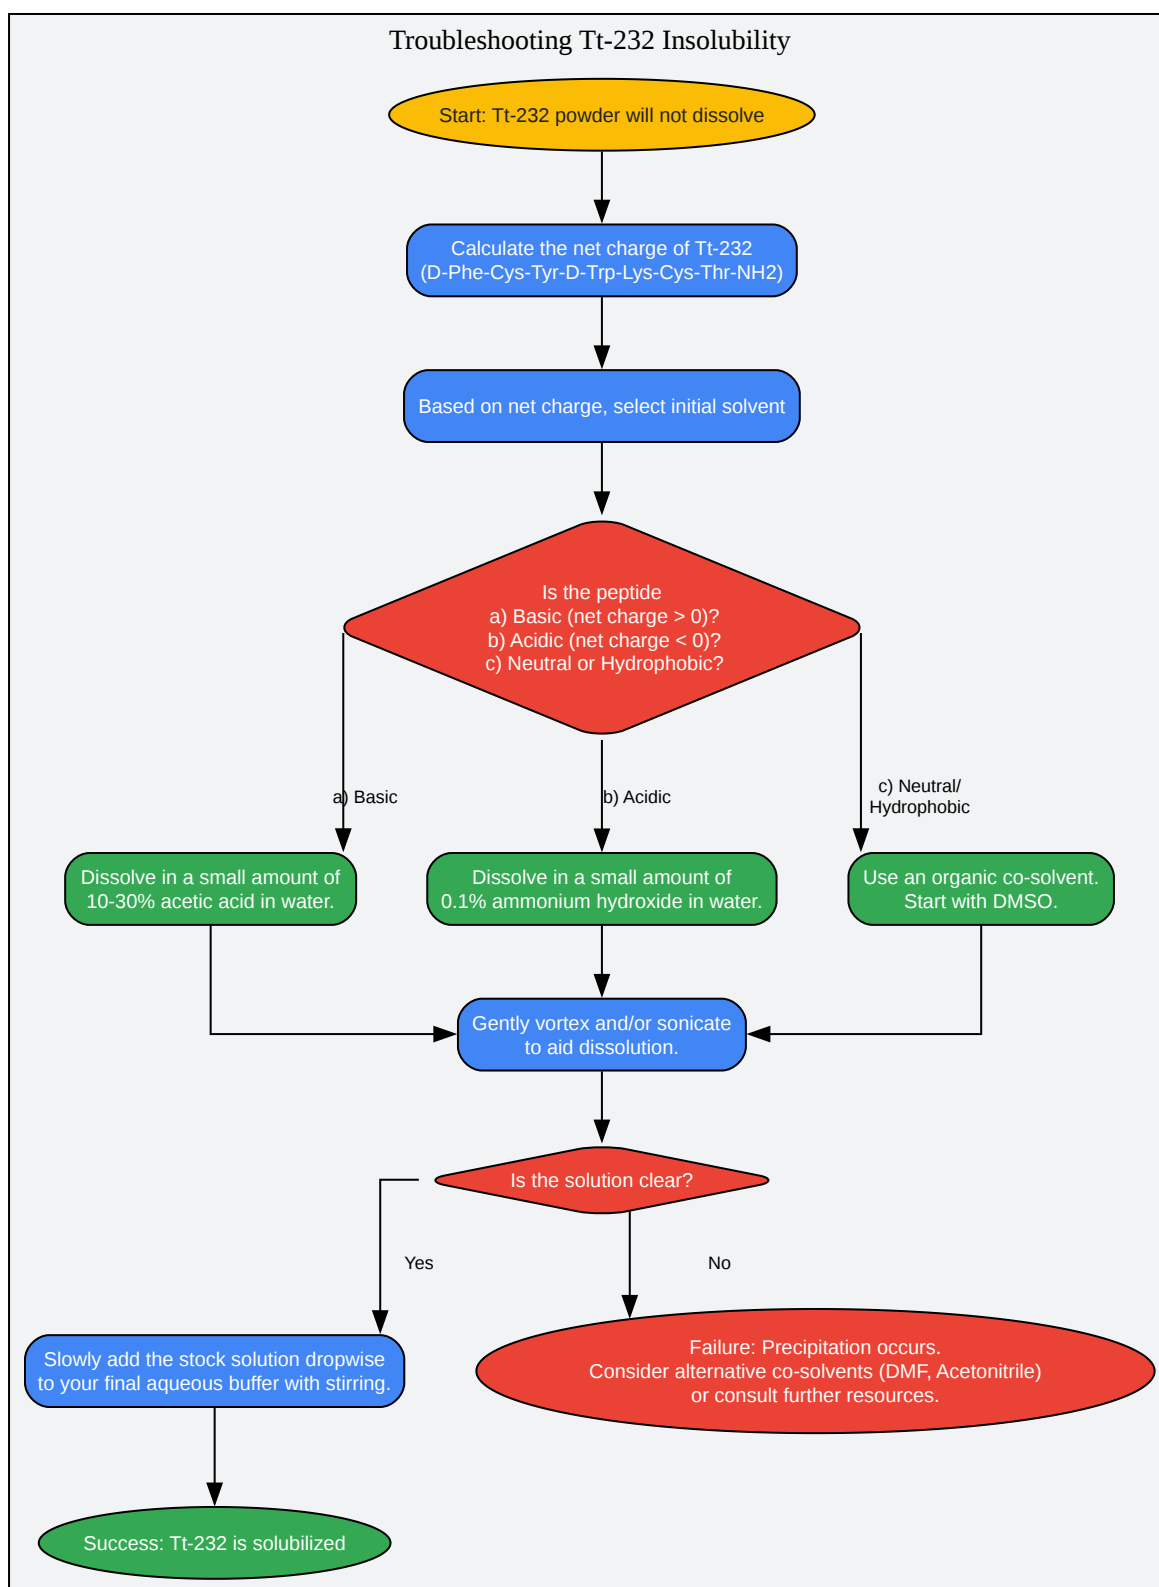 Troubleshooting Tt-232 Insolubility
Start: Tt-232 powder will not dissolve
Calculate the net charge of Tt-232
(D-Phe-Cys-Tyr-D-Trp-Lys-Cys-Thr-NH2)
Based on net charge, select initial solvent
Is the peptide
a) Basic (net charge > 0)?
b) Acidic (net charge < 0)?
c) Neutral or Hydrophobic?
a) Basic
b) Acidic
c) Neutral/
Hydrophobic
Dissolve in a small amount of
10-30% acetic acid in water.
Dissolve in a small amount of
0.1% ammonium hydroxide in water.
Use an organic co-solvent.
Start with DMSO.
Gently vortex and/or sonicate
to aid dissolution.
Is the solution clear?
Yes
No
Slowly add the stock solution dropwise
to your final aqueous buffer with stirring.
Failure: Precipitation occurs.
Consider alternative co-solvents (DMF, Acetonitrile)
or consult further resources.
Success: Tt-232 is solubilized